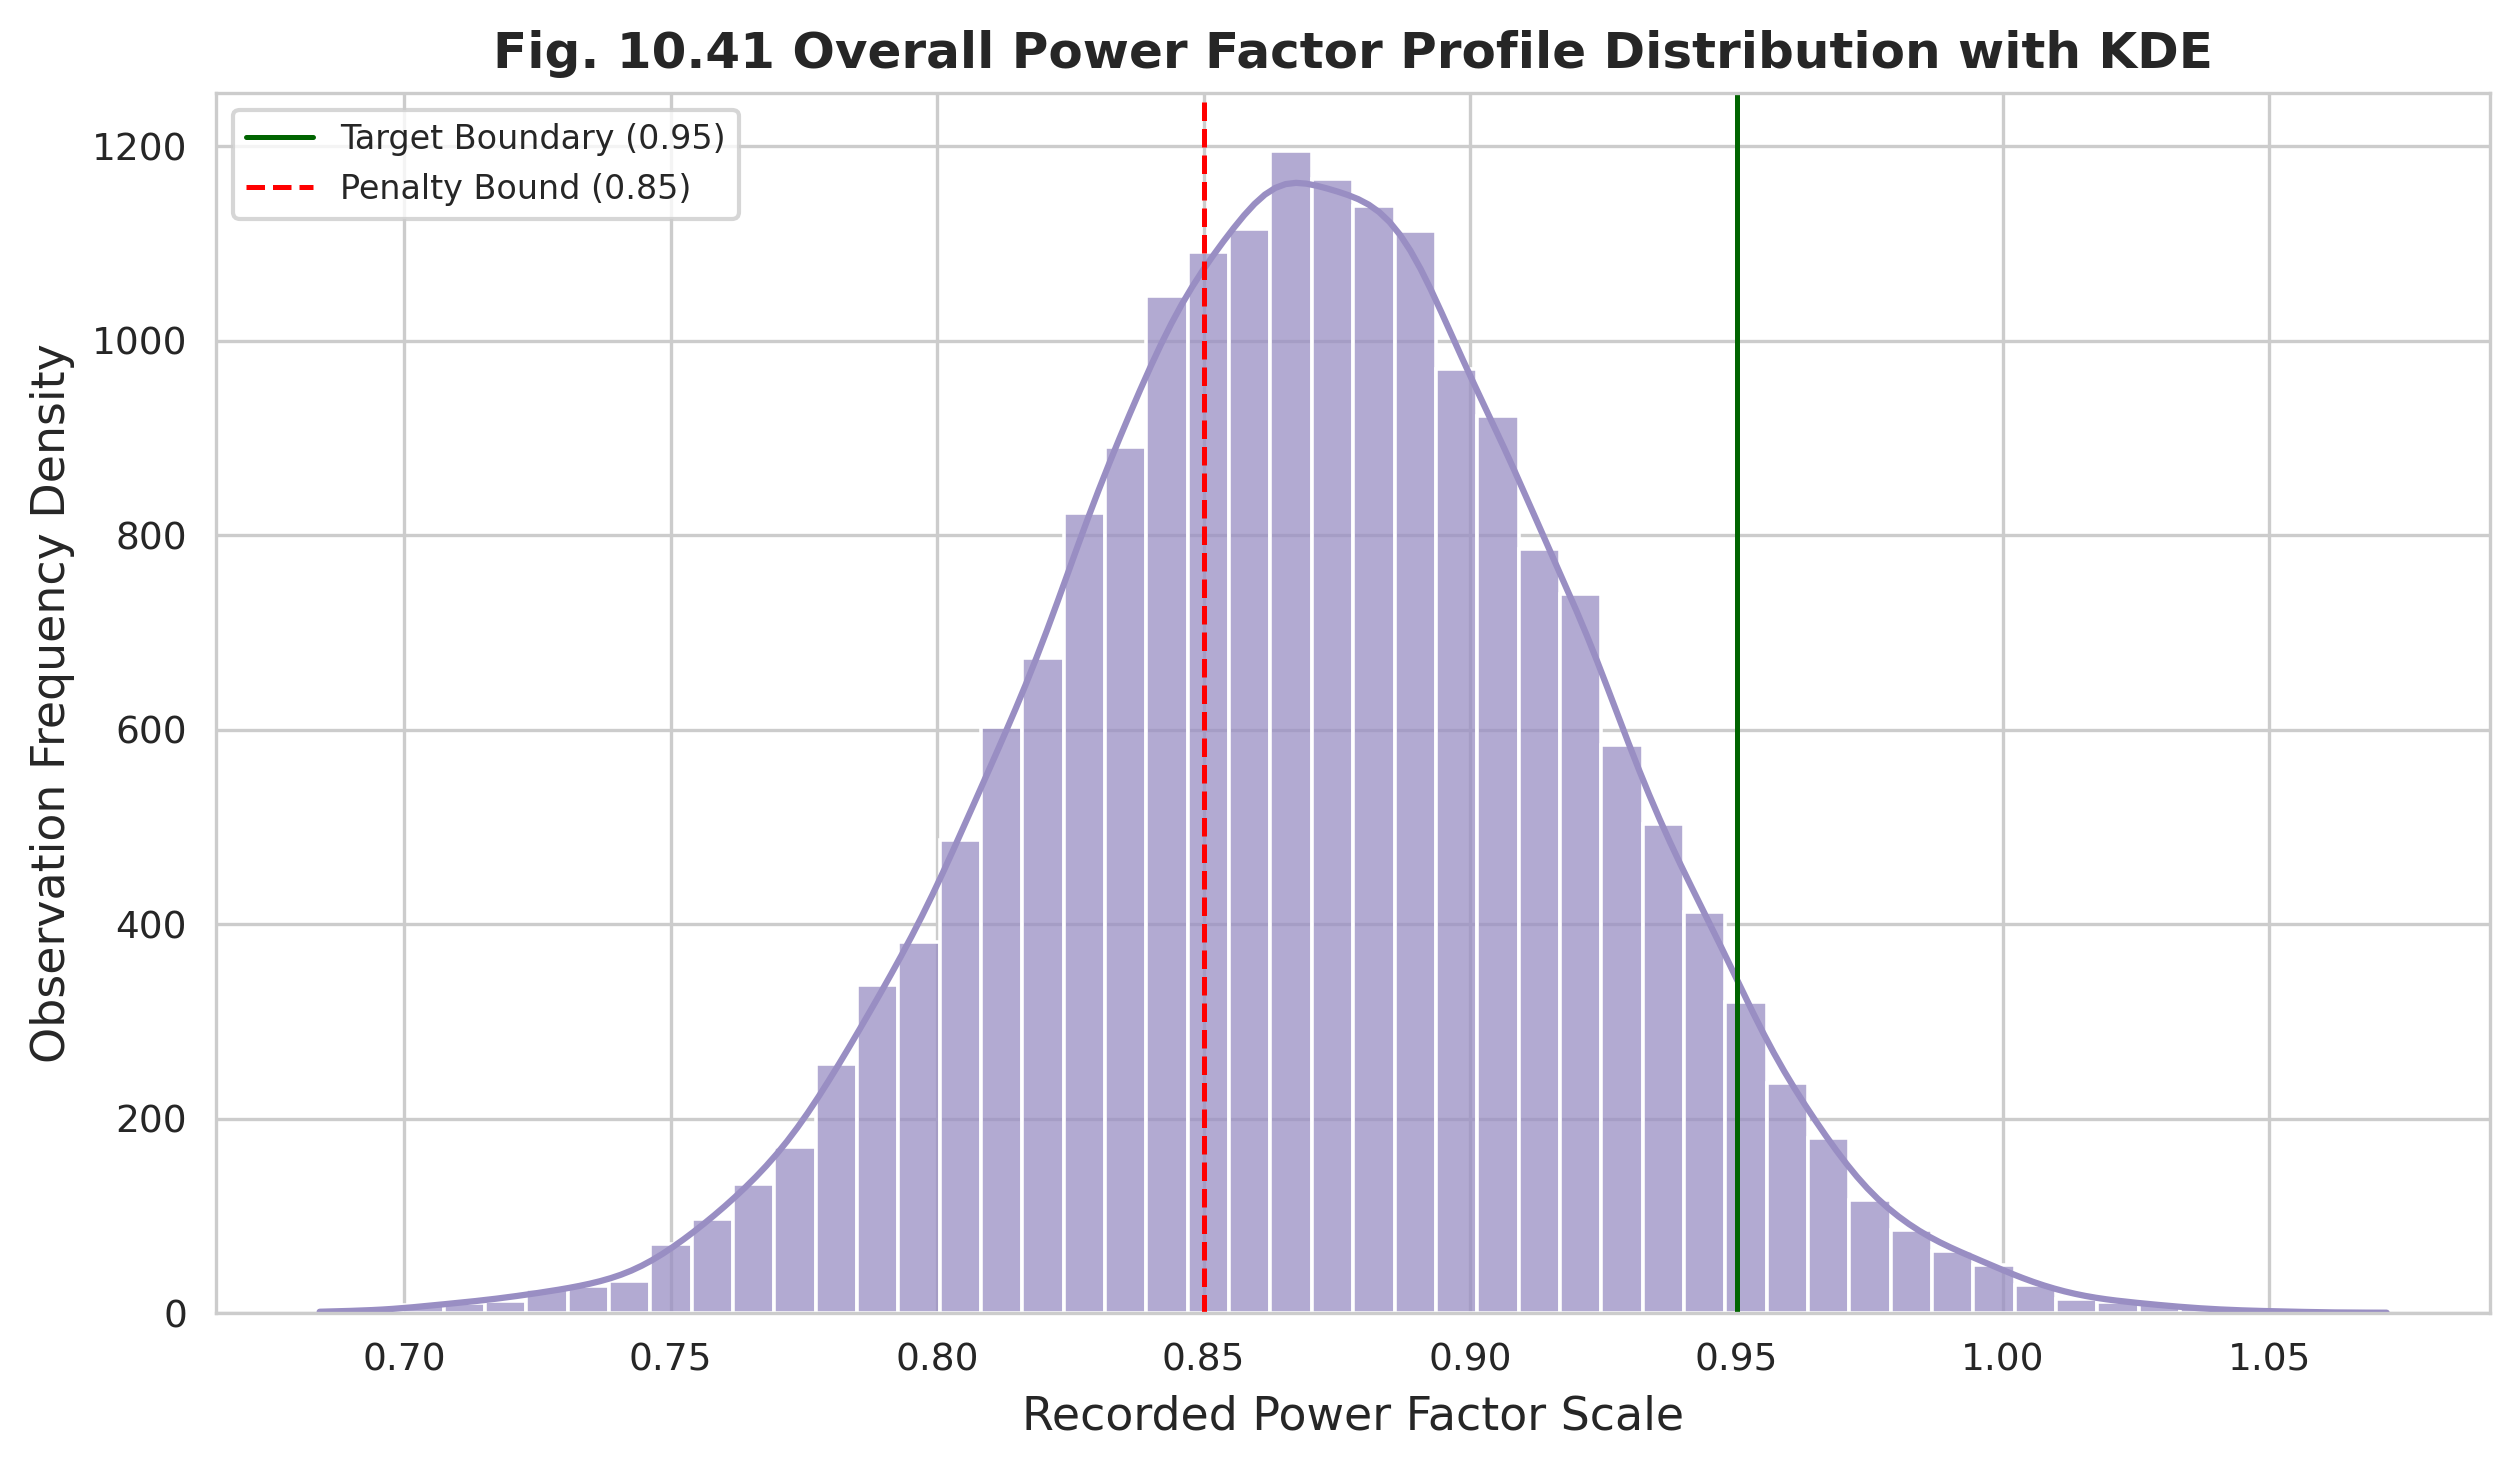 Fig. 10.41 Overall Power Factor Profile Distribution with KDE
Target Boundary (0.95)
Penalty Bound (0.85)
Observation Frequency Density
1200
1000
800
600
400
200
0
0.70 0.75 0.80 0.85 0.90 0.95 1.00 1.05
Recorded Power Factor Scale